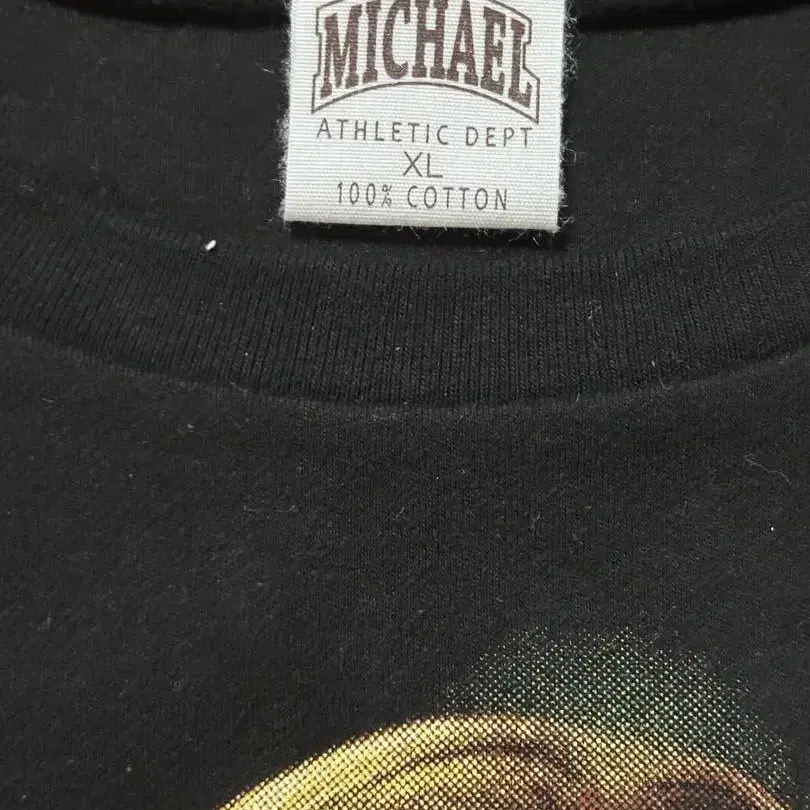 MICHAEL
ATHLETIC DEPT
XL
100% COTTON